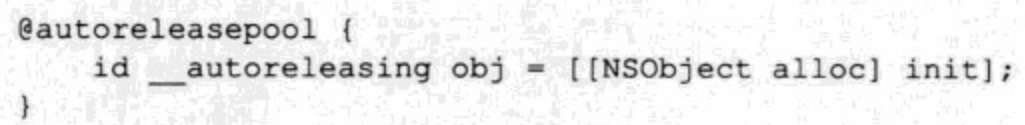 @autoreleasepool {
    id __autoreleasing obj = [[NSObject alloc] init];
}